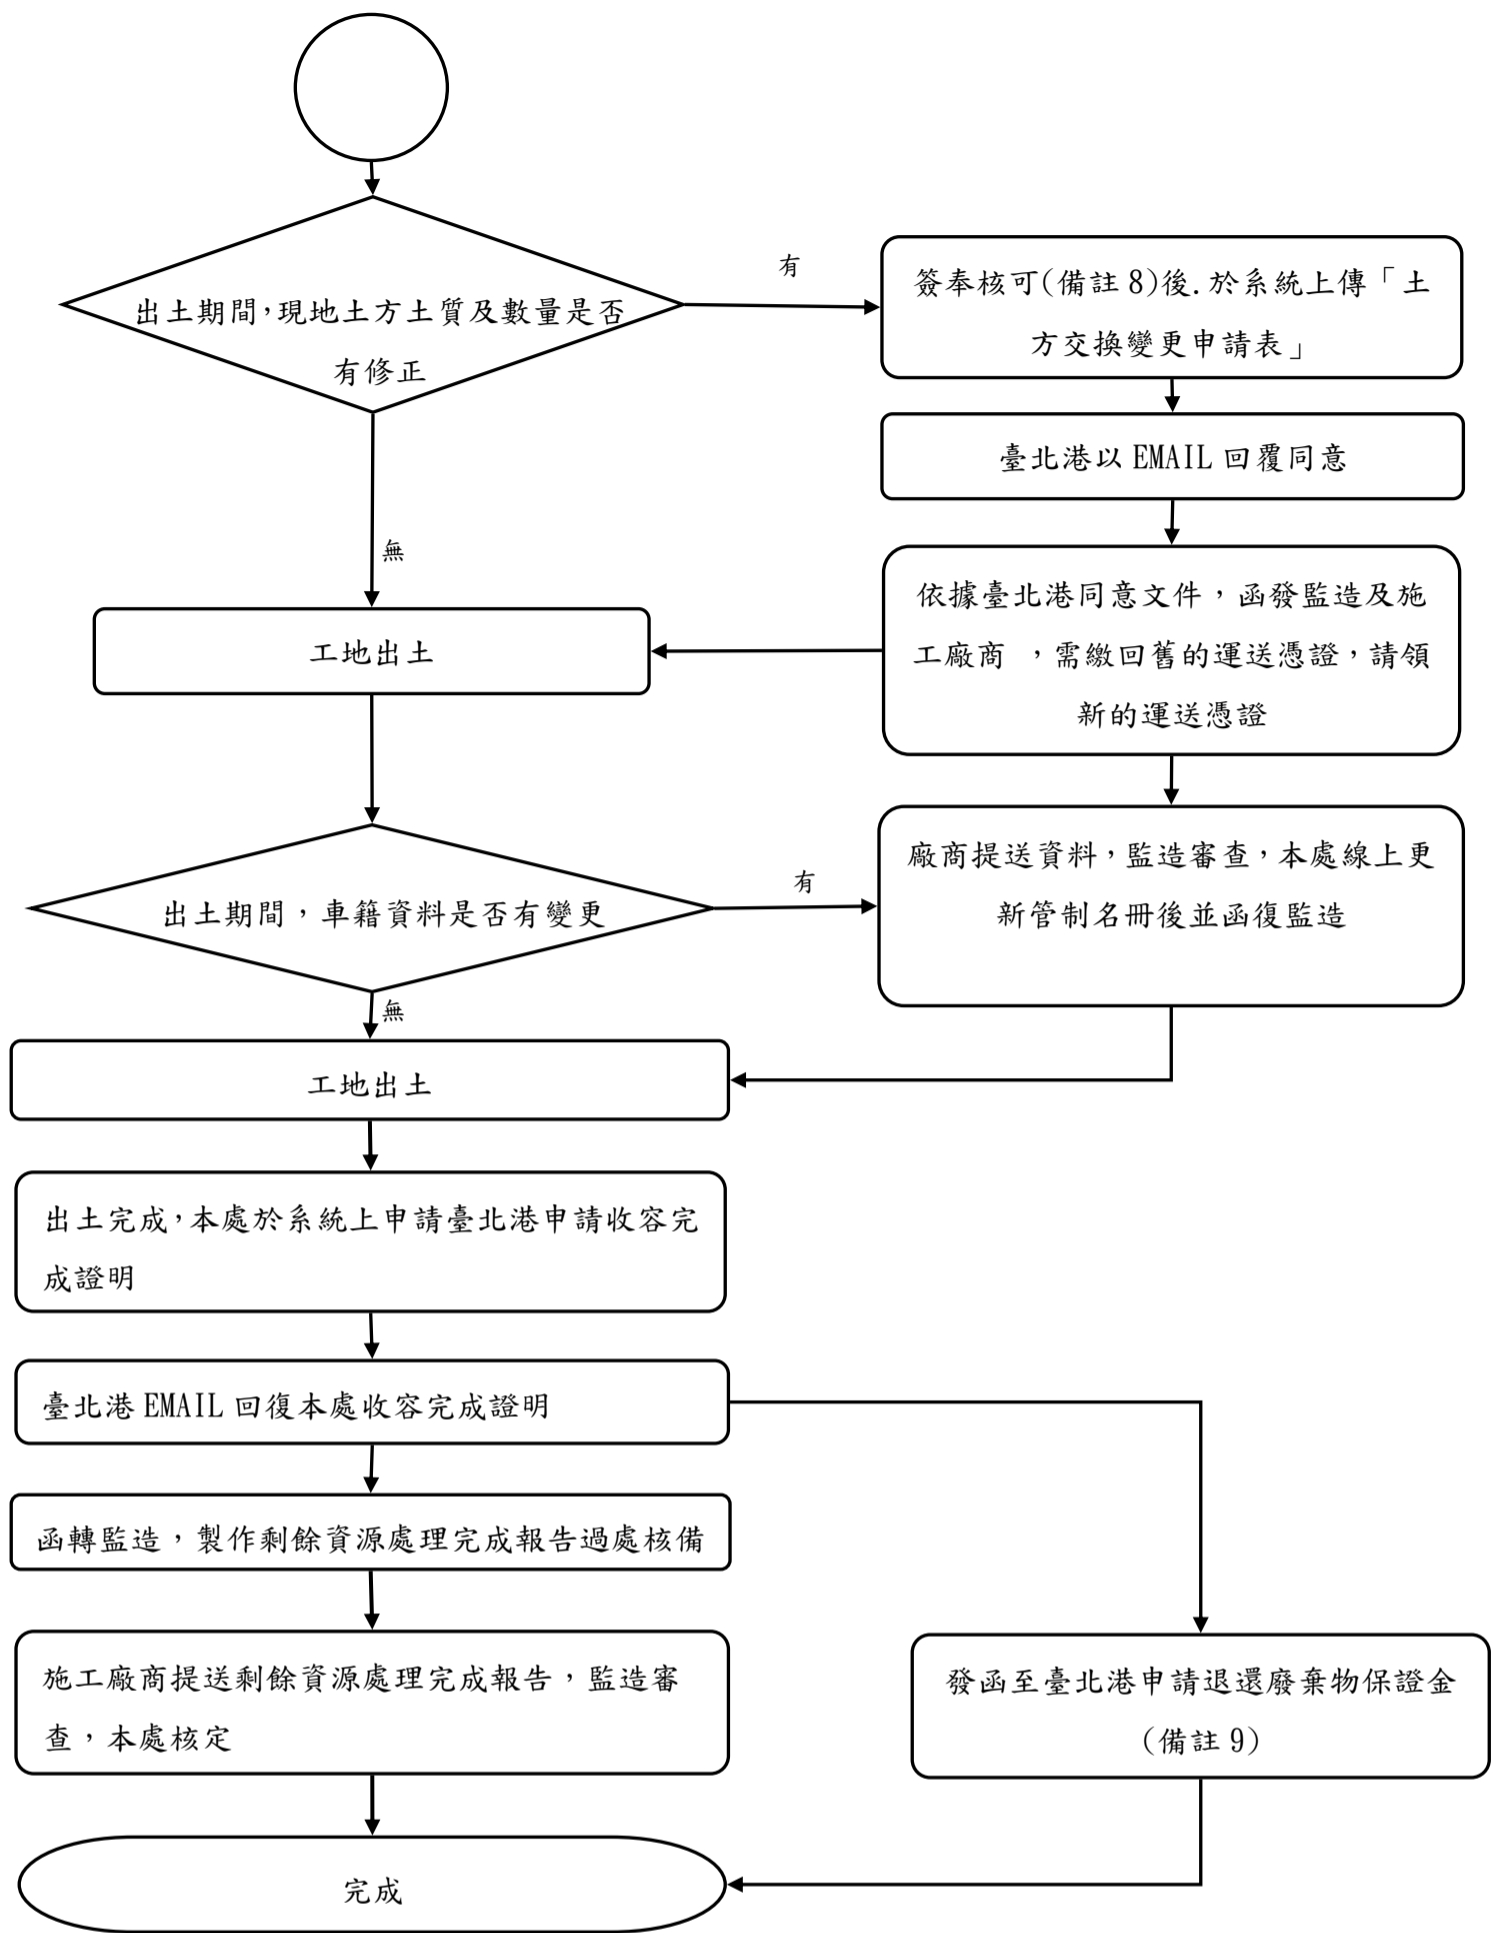 出土期間，現地土方土質及數量是否
有修正
有
簽奉核可(備註 8)後.於系統上傳「土
方交換變更申請表」
臺北港以 EMAIL 回覆同意
無
依據臺北港同意文件，函發監造及施
工廠商 ，需繳回舊的運送憑證，請領
新的運送憑證
工地出土
廠商提送資料，監造審查，本處線上更
新管制名冊後並函復監造
出土期間，車籍資料是否有變更
有
無
工地出土
出土完成，本處於系統上申請臺北港申請收容完
成證明
臺北港 EMAIL 回復本處收容完成證明
函轉監造，製作剩餘資源處理完成報告過處核備
施工廠商提送剩餘資源處理完成報告，監造審
查，本處核定
發函至臺北港申請退還廢棄物保證金
(備註 9)
完成